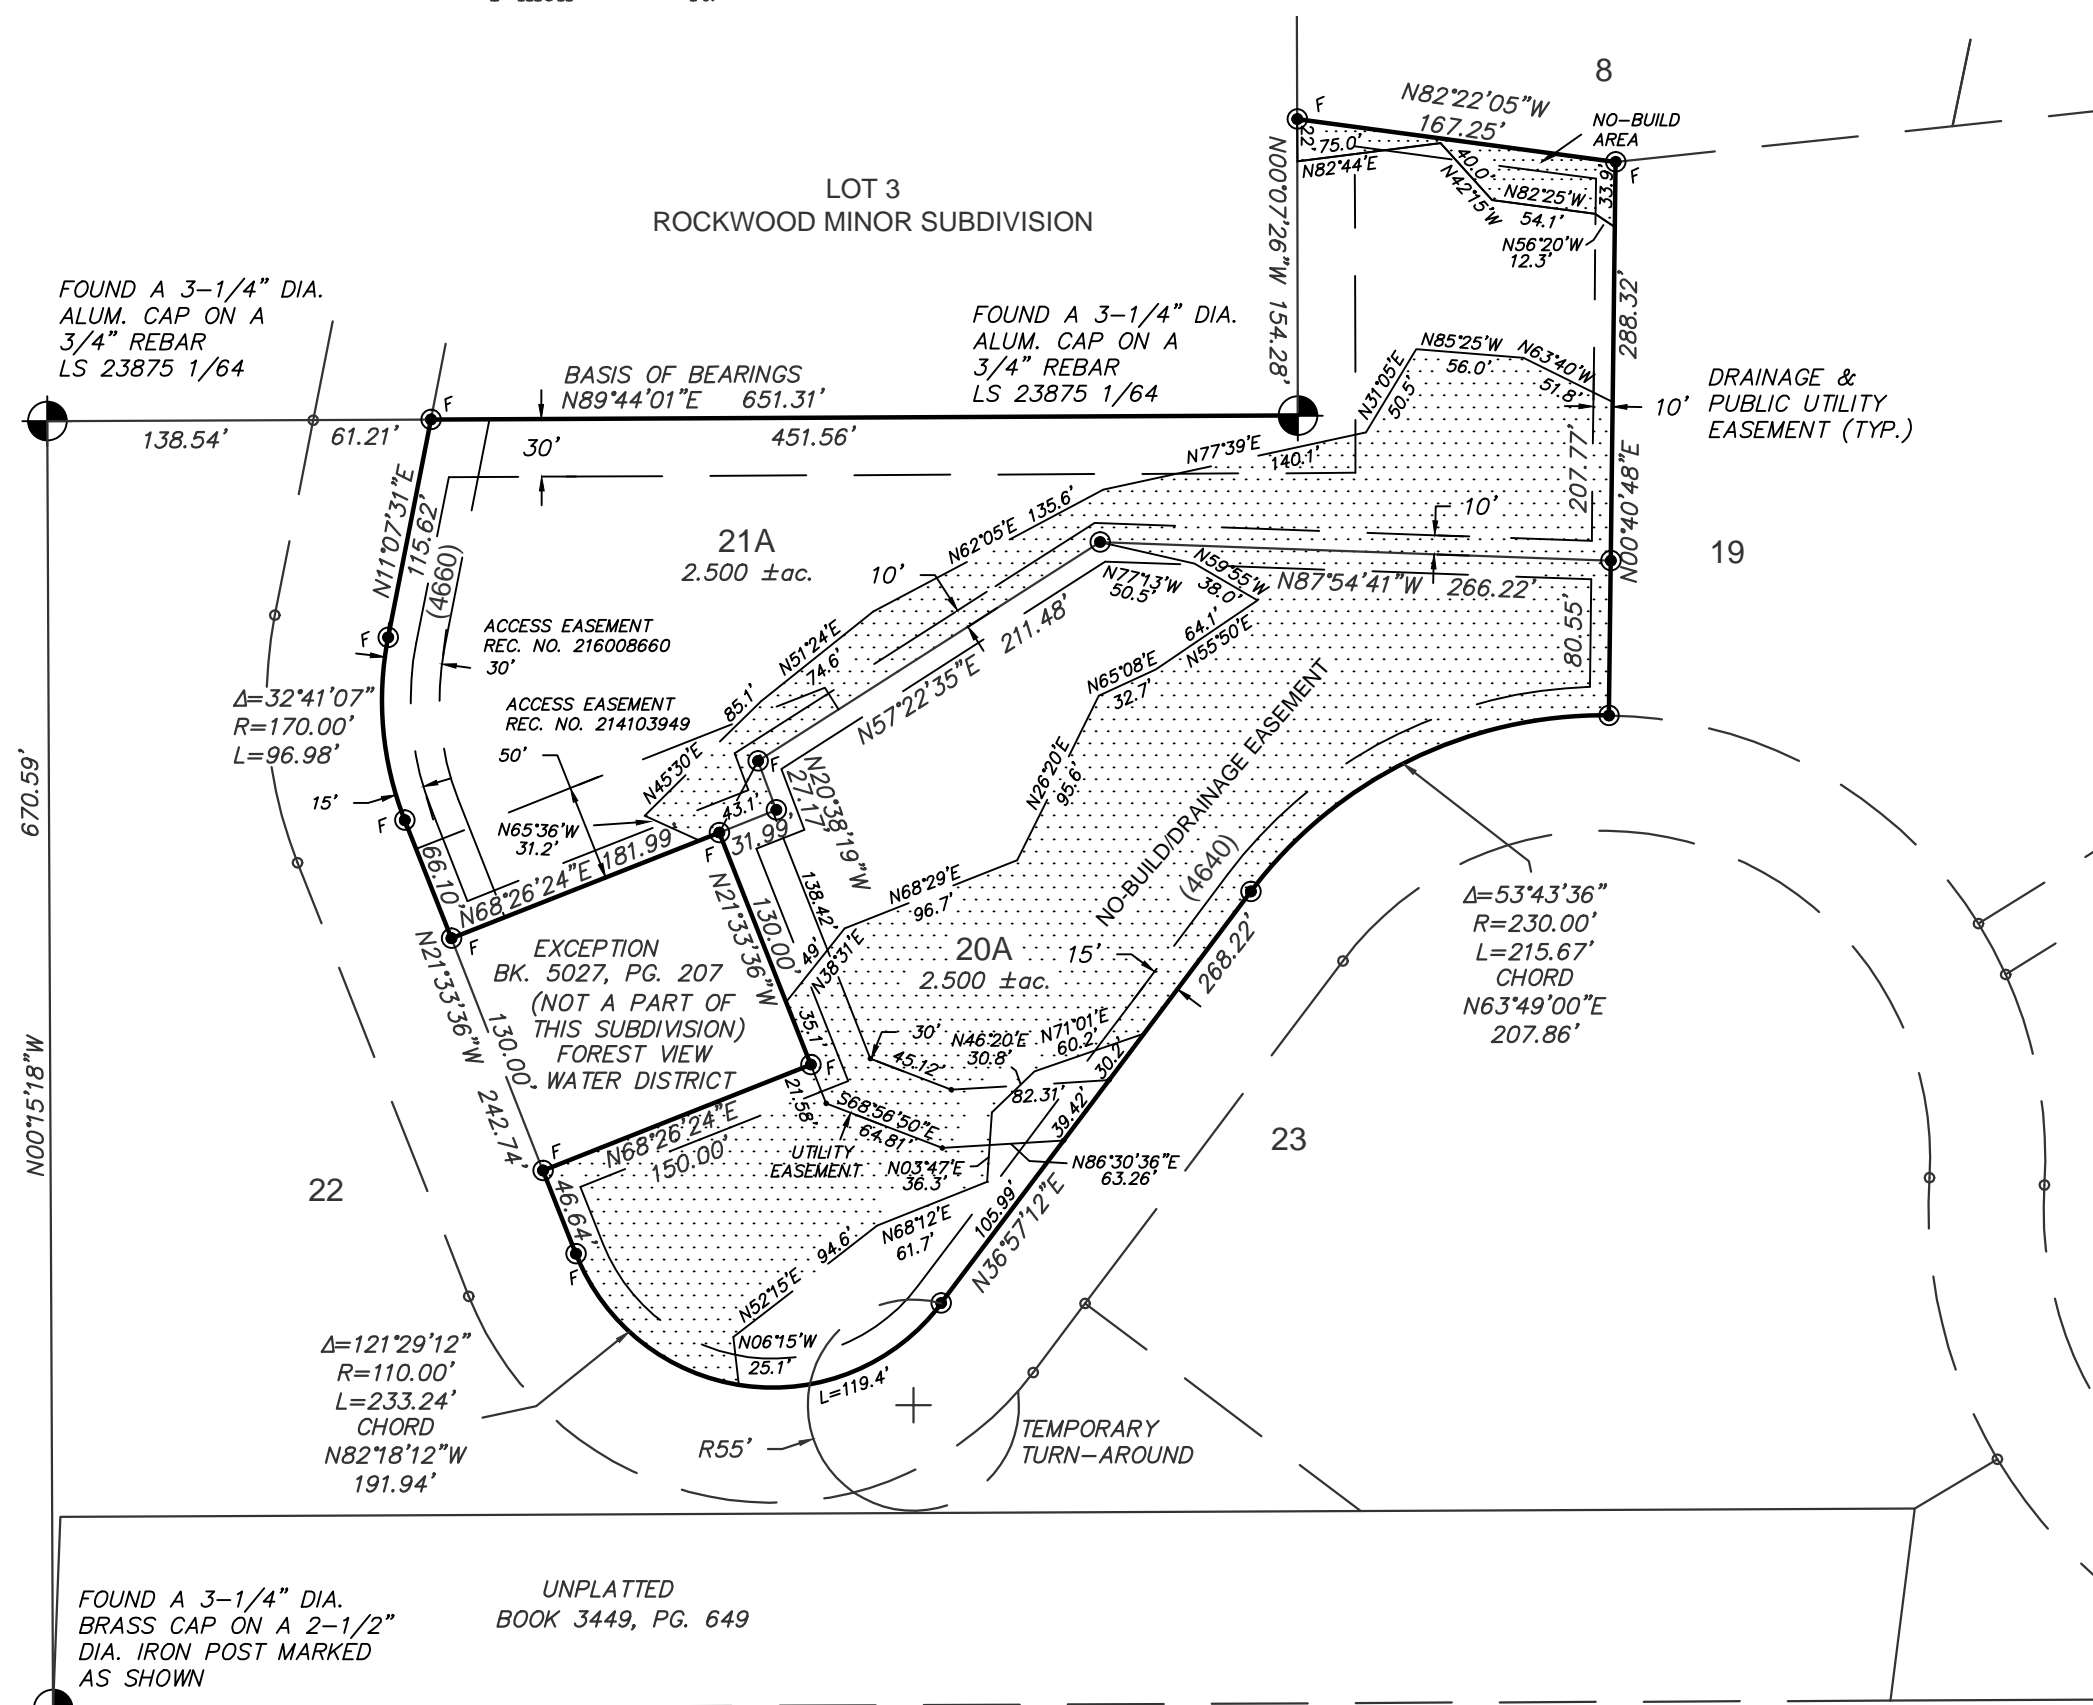 8
N82°22'05"W
167.25'
NO-BUILD
AREA
F
F
22'
75.0'
N82°44'E
40.0'
N42°15'W
N82°25'W
54.1'
33.9'
N56°20'W
12.3'
N00°07'26"W 154.28'
288.32'
LOT 3
ROCKWOOD MINOR SUBDIVISION
FOUND A 3-1/4" DIA.
ALUM. CAP ON A
3/4" REBAR
LS 23875 1/64
FOUND A 3-1/4" DIA.
ALUM. CAP ON A
3/4" REBAR
LS 23875 1/64
BASIS OF BEARINGS
N89°44'01"E 651.31'
F
138.54'
61.21'
30'
451.56'
N85°25'W
56.0'
N63°40'W
51.8'
N31°05'E
50.5'
DRAINAGE &
PUBLIC UTILITY
EASEMENT (TYP.)
10'
N77°39'E
140.1'
207.77'
N00°40'48"E
N11°07'31"E
115.62'
(4660)
21A
2.500 ±ac.
N62°05'E 135.6'
10'
10'
19
N59°55'W
38.0'
N77°13'W
50.5'
N87°54'41"W 266.22'
80.55'
ACCESS EASEMENT
REC. NO. 216008660
30'
F
N51°24'E
74.6'
211.48'
N57°22'35"E
64.1'
N55°50'E
N65°08'E
32.7'
Δ=32°41'07"
R=170.00'
L=96.98'
ACCESS EASEMENT
REC. NO. 214103949
50'
85.1'
N45°30'E
15'
F
N65°36'W
31.2'
43.1'
F
N20°38'19"W
27.17'
31.99'
F
N26°20'E
95.6'
NO-BUILD/DRAINAGE EASEMENT
(4640)
670.59'
N00°15'18"W
66.10'
N68°26'24"E 181.99'
F
N21°33'36"W
130.00'
138.42'
N68°29'E
96.7'
49'
N38°31'E
20A
2.500 ±ac.
15'
268.22'
Δ=53°43'36"
R=230.00'
L=215.67'
CHORD
N63°49'00"E
207.86'
EXCEPTION
BK. 5027, PG. 207
(NOT A PART OF
THIS SUBDIVISION)
FOREST VIEW
WATER DISTRICT
N21°33'36"W 242.74'
130.00'
35.1'
F
30'
45.12'
N46°20'E
30.8'
N71°01'E
60.2'
30.2'
82.31'
39.42'
21.58'
S68°56'50"E
64.81'
UTILITY
EASEMENT
N03°47'E
36.3'
N86°30'36"E
63.26'
23
N68°26'24"E
150.00'
F
22
46.64'
F
94.6'
N68°12'E
61.7'
105.99'
N36°57'12"E
N52°15'E
N06°15'W
25.1'
L=119.4'
Δ=121°29'12"
R=110.00'
L=233.24'
CHORD
N82°18'12"W
191.94'
R55'
TEMPORARY
TURN-AROUND
FOUND A 3-1/4" DIA.
BRASS CAP ON A 2-1/2"
DIA. IRON POST MARKED
AS SHOWN
UNPLATTED
BOOK 3449, PG. 649